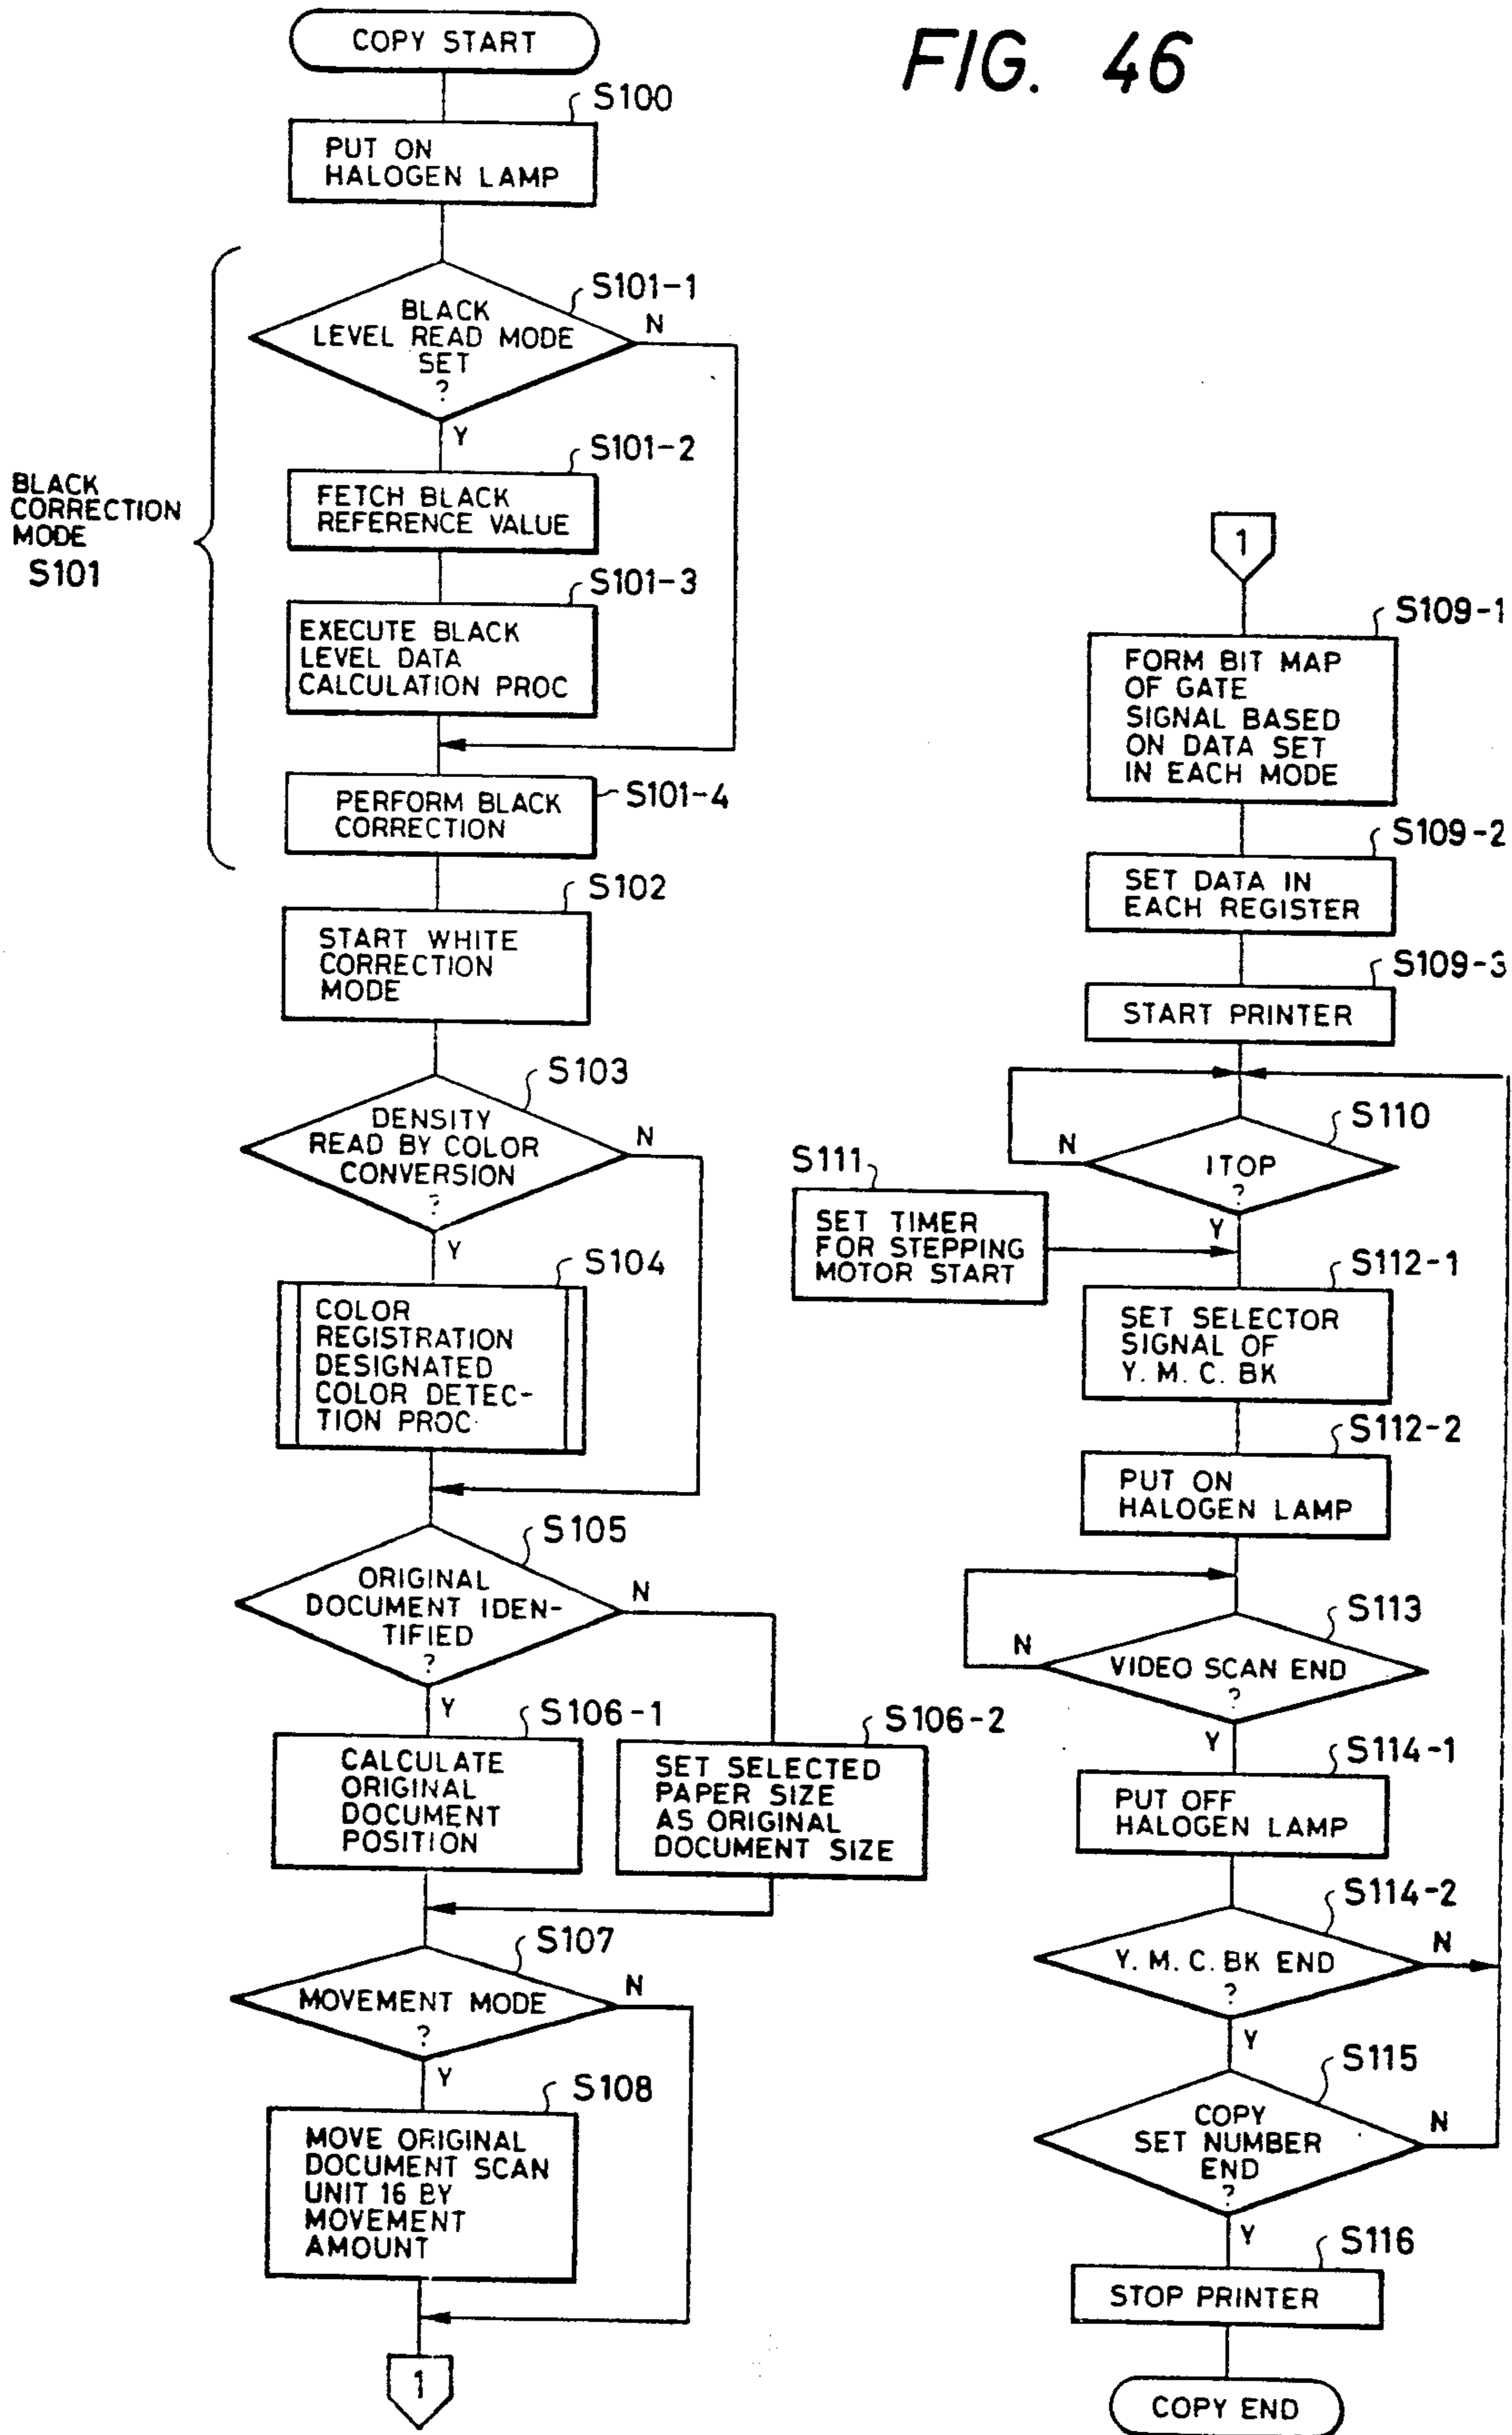 FIG. 46
COPY START
S100
PUT ON
HALOGEN LAMP
BLACK
CORRECTION
MODE
S101
S101-1
BLACK
LEVEL READ MODE
SET
?
N
Y
S101-2
FETCH BLACK
REFERENCE VALUE
S101-3
EXECUTE BLACK
LEVEL DATA
CALCULATION PROC
S101-4
PERFORM BLACK
CORRECTION
S102
START WHITE
CORRECTION
MODE
S103
DENSITY
READ BY COLOR
CONVERSION
?
N
Y
S104
COLOR
REGISTRATION
DESIGNATED
COLOR DETEC-
TION PROC
S105
ORIGINAL
DOCUMENT IDEN-
TIFIED
?
N
Y
S106-1
CALCULATE
ORIGINAL
DOCUMENT
POSITION
S106-2
SET SELECTED
PAPER SIZE
AS ORIGINAL
DOCUMENT SIZE
S107
MOVEMENT MODE
?
N
Y
S108
MOVE ORIGINAL
DOCUMENT SCAN
UNIT 16 BY
MOVEMENT
AMOUNT
1
1
S109-1
FORM BIT MAP
OF GATE
SIGNAL BASED
ON DATA SET
IN EACH MODE
S109-2
SET DATA IN
EACH REGISTER
S109-3
START PRINTER
S110
ITOP
?
N
Y
S111
SET TIMER
FOR STEPPING
MOTOR START
S112-1
SET SELECTOR
SIGNAL OF
Y. M. C. BK
S112-2
PUT ON
HALOGEN LAMP
S113
VIDEO SCAN END
?
N
Y
S114-1
PUT OFF
HALOGEN LAMP
S114-2
Y. M. C. BK END
?
N
Y
S115
COPY
SET NUMBER
END
?
N
Y
S116
STOP PRINTER
COPY END